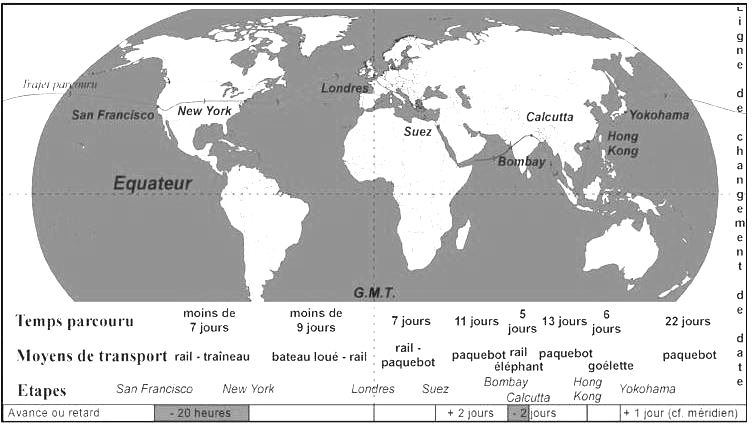 Trajet parcouru
San Francisco
New York
Londres
Suez
Calcutta
Bombay
Hong
Kong
Yokohama
Equateur
G.M.T.
Ligne de changement de date
Temps parcouru
moins de
7 jours
moins de
9 jours
7 jours
11 jours
5
jours
13 jours
6
jours
22 jours
Moyens de transport
rail - traîneau
bateau loué - rail
rail -
paquebot
paquebot
rail
éléphant
paquebot
goélette
paquebot
Etapes
San Francisco
New York
Londres
Suez
Bombay
Calcutta
Hong
Kong
Yokohama
Avance ou retard
- 20 heures
+ 2 jours
- 2 jours
+ 1 jour (cf. méridien)